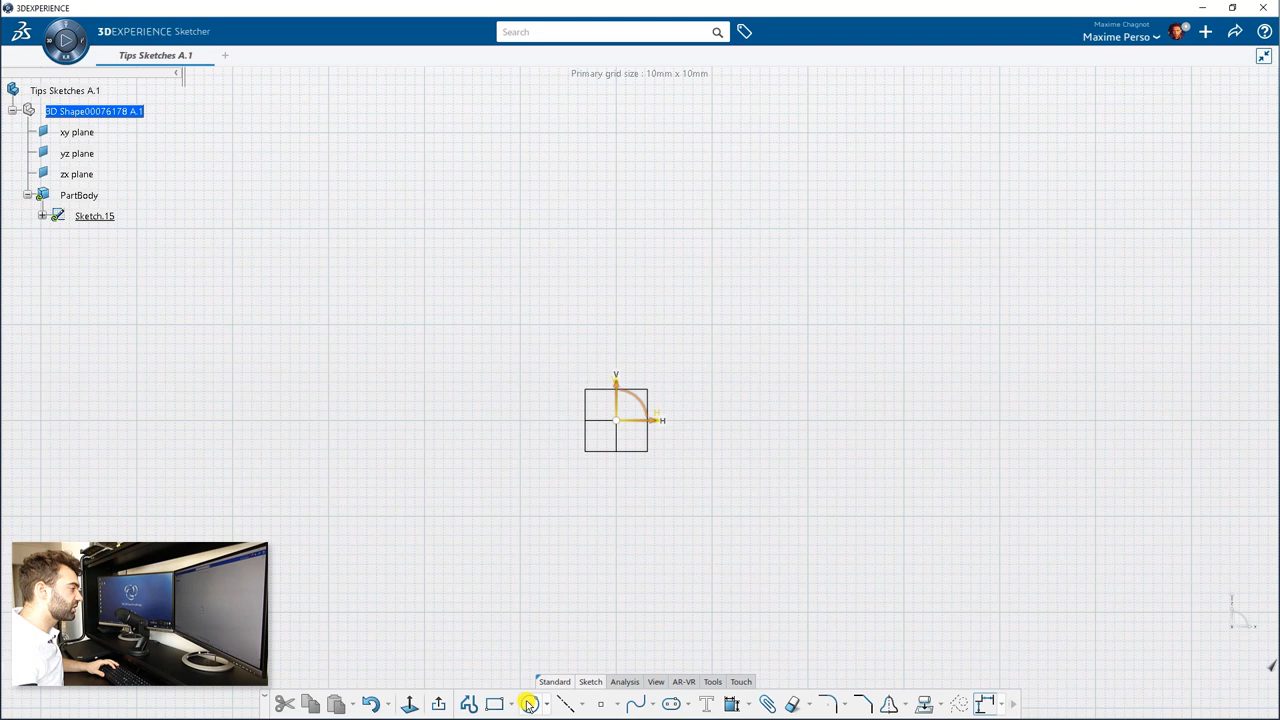 3DEXPERIENCE
3DEXPERIENCE Sketcher
Search
Maxime Chagnot
Maxime Perso
Tips Sketches A.1
Primary grid size : 10mm x 10mm
Tips Sketches A.1
3D Shape00076178 A.1
xy plane
yz plane
zx plane
PartBody
Sketch.15
V
H
H
Standard
Sketch
Analysis
View
AR-VR
Tools
Touch